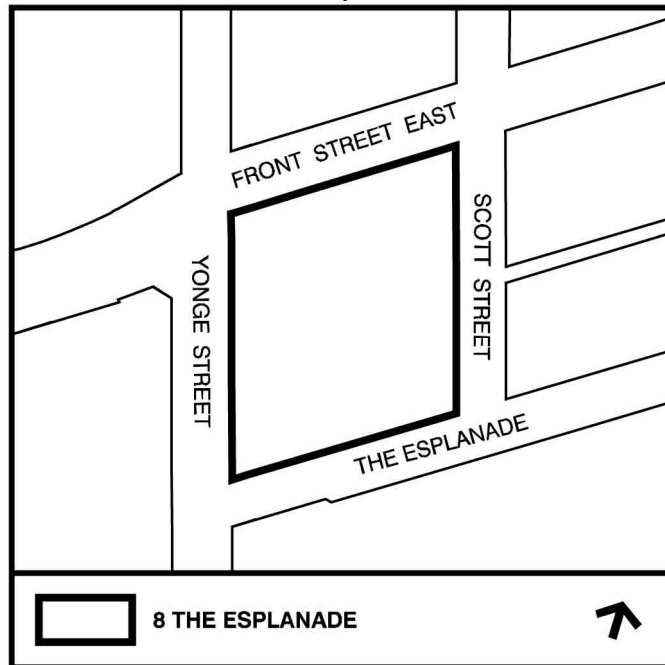 FRONT STREET EAST
SCOTT STREET
YONGE STREET
THE ESPLANADE
8 THE ESPLANADE